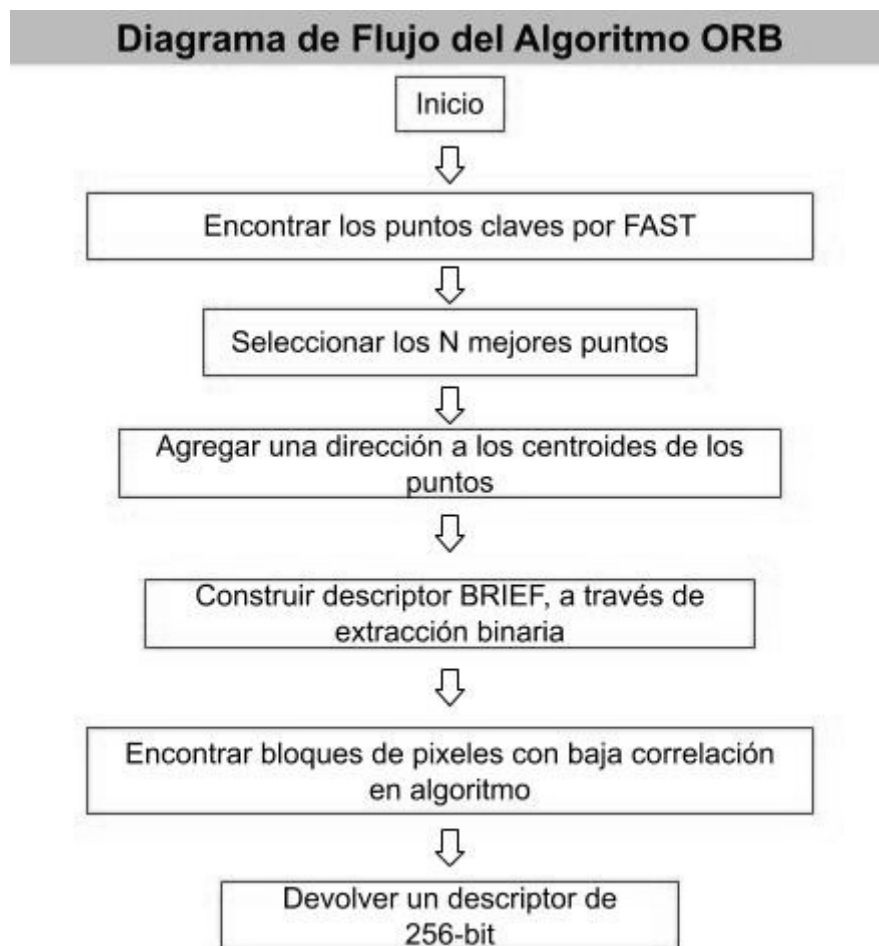 Diagrama de Flujo del Algoritmo ORB
Inicio
Encontrar los puntos claves por FAST
Seleccionar los N mejores puntos
Agregar una dirección a los centroides de los
puntos
Construir descriptor BRIEF, a través de
extracción binaria
Encontrar bloques de pixeles con baja correlación
en algoritmo
Devolver un descriptor de
256-bit